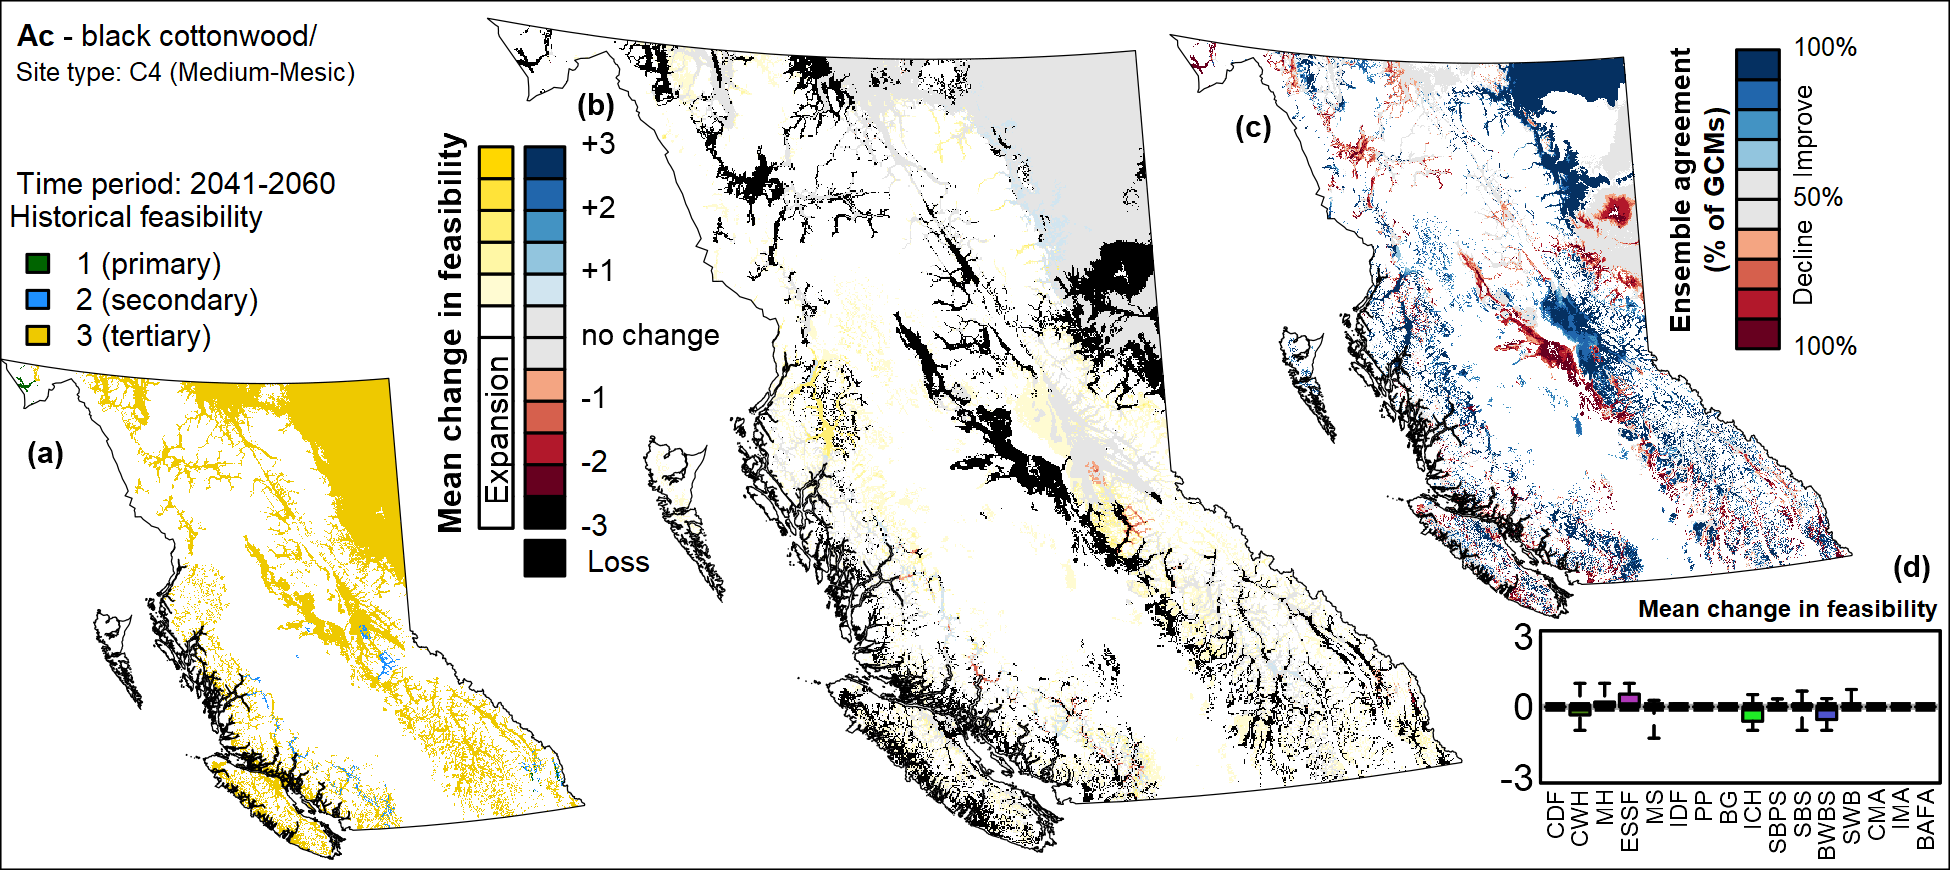 Ac - black cottonwood/
Site type: C4 (Medium-Mesic)
Time period: 2041-2060
Historical feasibility
1 (primary)
2 (secondary)
3 (tertiary)
(a)
(b)
Mean change in feasibility
Expansion
+3
+2
+1
no change
-1
-2
-3
Loss
(c)
Ensemble agreement
(% of GCMs)
100%
Improve
50%
Decline
100%
(d)
Mean change in feasibility
3
0
-3
CDF
CWH
MH
ESSF
MS
IDF
PP
BG
ICH
SBPS
SBS
BWBS
SWB
CMA
IMA
BAFA